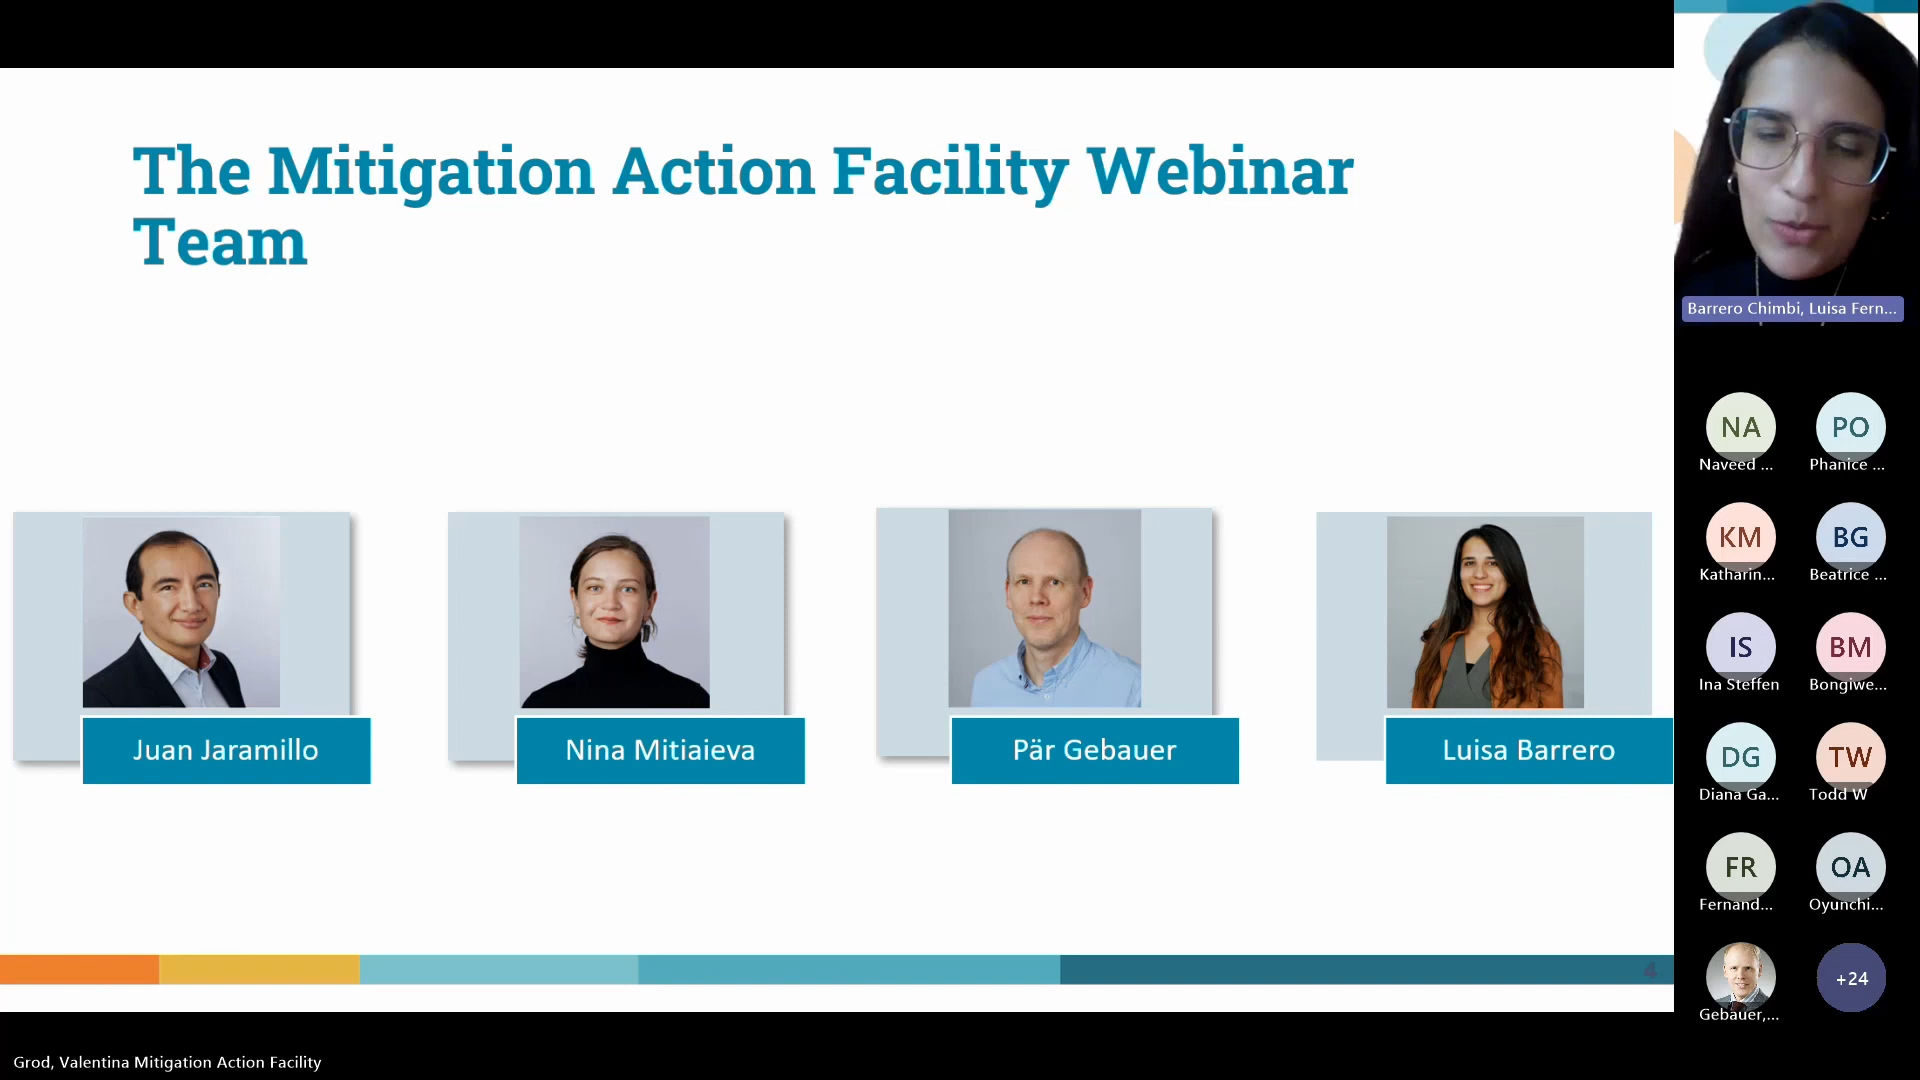 The Mitigation Action Facility Webinar
Team
Juan Jaramillo
Nina Mitiaieva
Pär Gebauer
Luisa Barrero
4
Barrero Chimbi, Luisa Fern...
NA
Naveed ...
PO
Phanice ...
KM
Katharin...
BG
Beatrice ...
IS
Ina Steffen
BM
Bongiwe...
DG
Diana Ga...
TW
Todd W
FR
Fernand...
OA
Oyunchi...
Gebauer,...
+24
Grod, Valentina Mitigation Action Facility